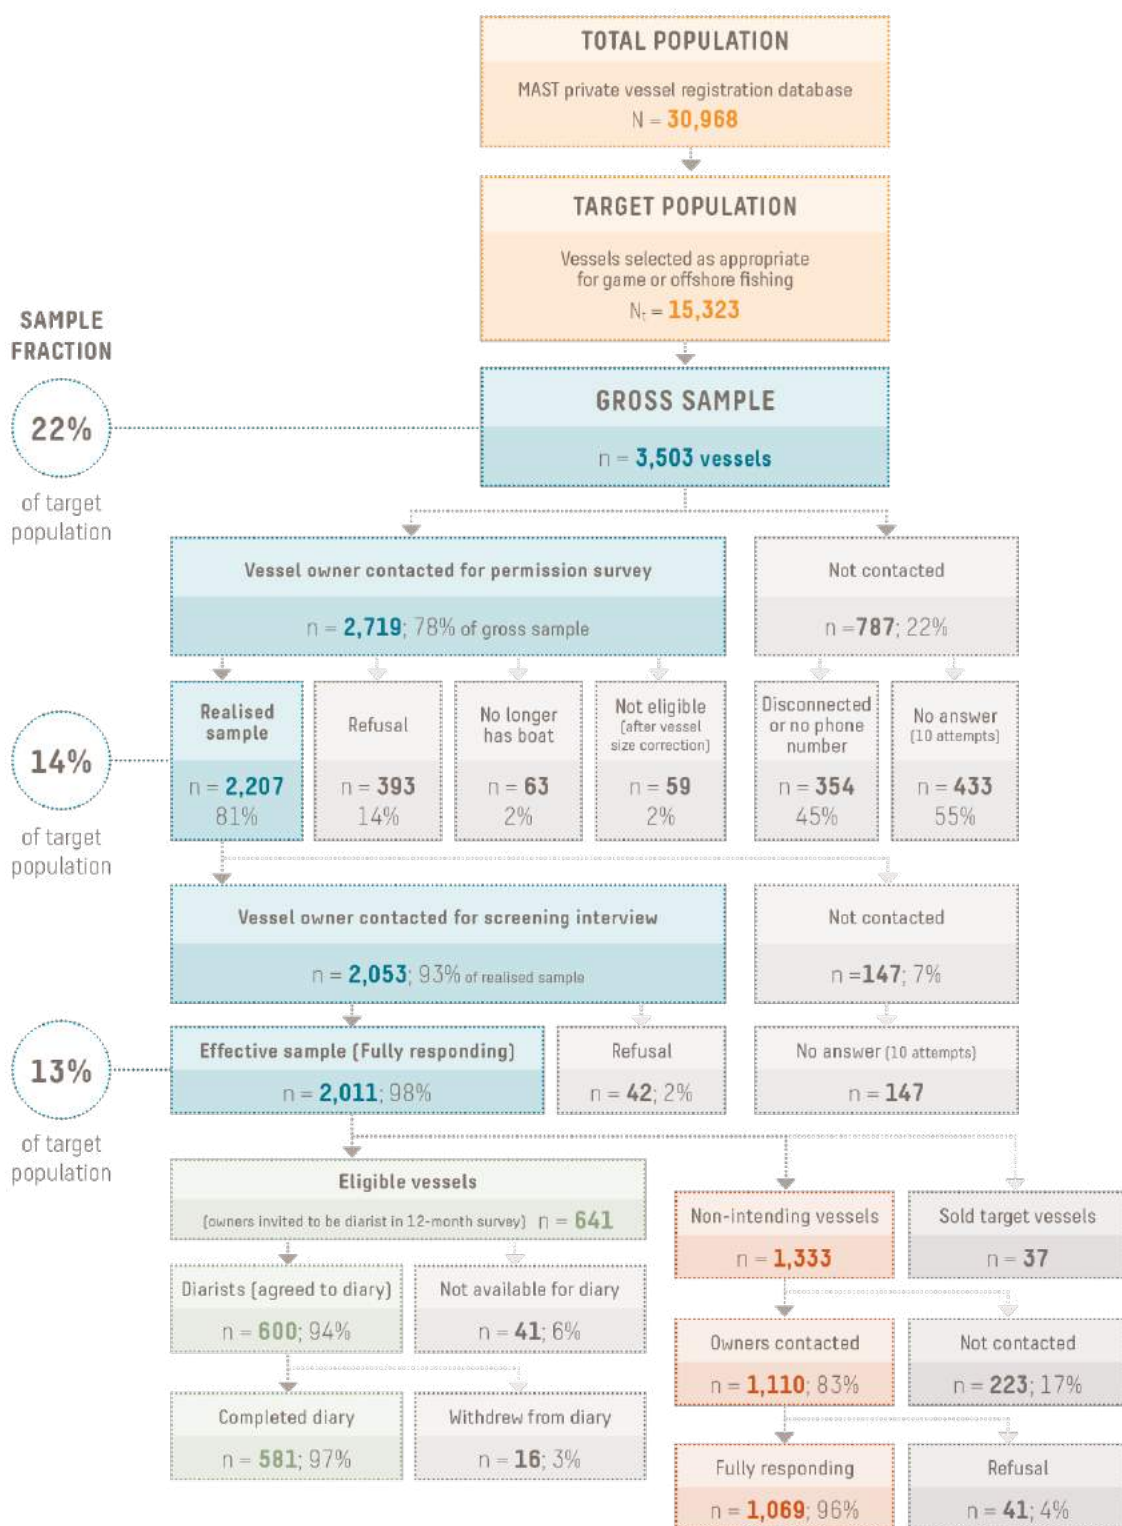 TOTAL POPULATION
MAST private vessel registration database
N = 30,968
TARGET POPULATION
Vessels selected as appropriate
for game or offshore fishing
Nₜ = 15,323
SAMPLE
FRACTION
22%
of target
population
GROSS SAMPLE
n = 3,503 vessels
Vessel owner contacted for permission survey
n = 2,719; 78% of gross sample
Not contacted
n =787; 22%
14%
of target
population
Realised
sample
n = 2,207
81%
Refusal
n = 393
14%
No longer
has boat
n = 63
2%
Not eligible
(after vessel
size correction)
n = 59
2%
Disconnected
or no phone
number
n = 354
45%
No answer
(10 attempts)
n = 433
55%
Vessel owner contacted for screening interview
n = 2,053; 93% of realised sample
Not contacted
n =147; 7%
13%
of target
population
Effective sample (Fully responding)
n = 2,011; 98%
Refusal
n = 42; 2%
No answer (10 attempts)
n = 147
Eligible vessels
(owners invited to be diarist in 12-month survey) n = 641
Non-intending vessels
n = 1,333
Sold target vessels
n = 37
Diarists (agreed to diary)
n = 600; 94%
Not available for diary
n = 41; 6%
Owners contacted
n = 1,110; 83%
Not contacted
n = 223; 17%
Completed diary
n = 581; 97%
Withdrew from diary
n = 16; 3%
Fully responding
n = 1,069; 96%
Refusal
n = 41; 4%